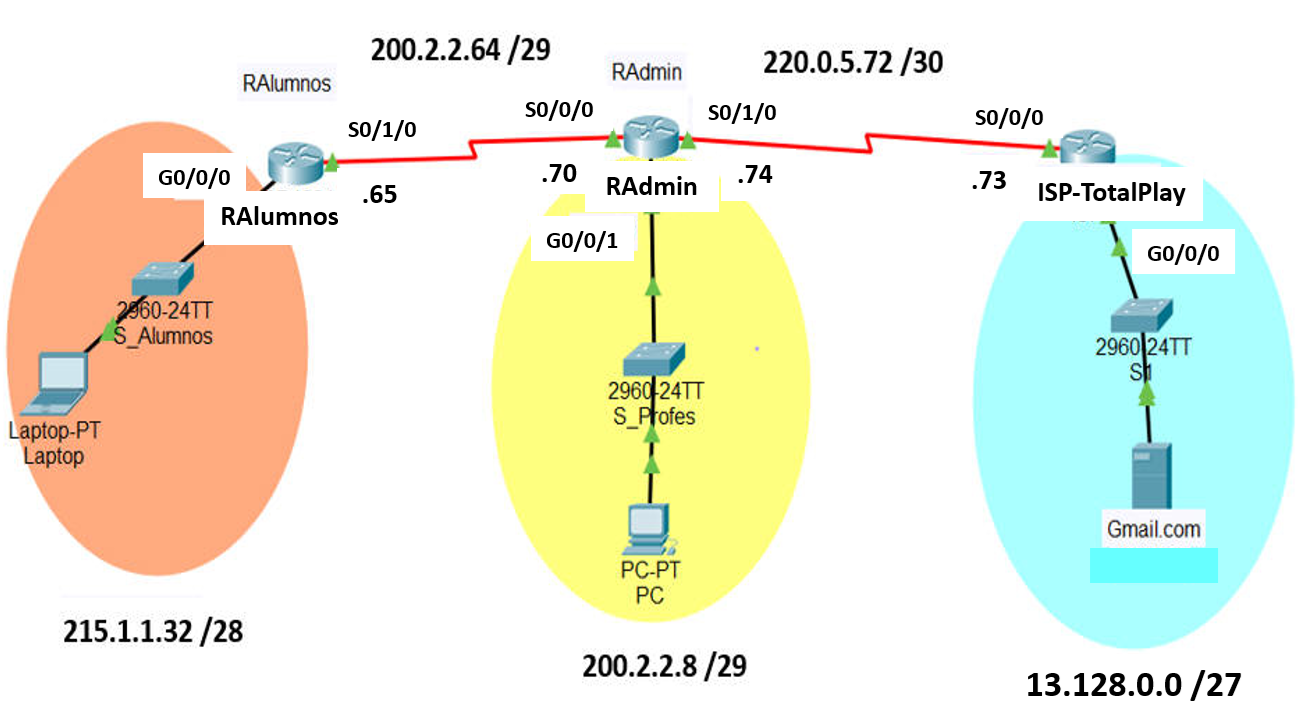 200.2.2.64 /29
220.0.5.72 /30
RAlumnos
RAdmin
S0/1/0
S0/0/0
S0/1/0
S0/0/0
G0/0/0
.65
.70
.74
.73
RAlumnos
RAdmin
ISP-TotalPlay
G0/0/1
G0/0/0
2960-24TT
S_Alumnos
2960-24TT
S_Profes
2960-24TT
S1
Laptop-PT
Laptop
PC-PT
PC
Gmail.com
215.1.1.32 /28
200.2.2.8 /29
13.128.0.0 /27